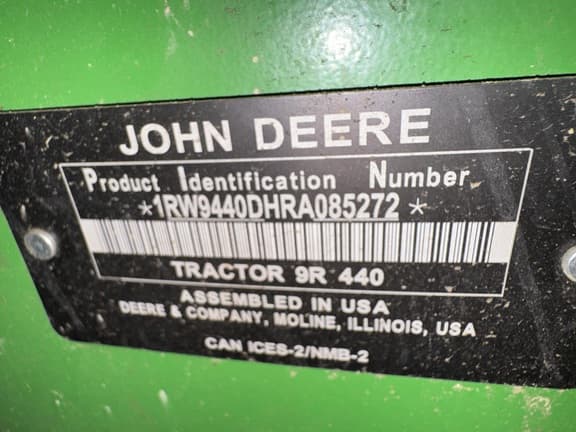 JOHN DEERE
Product Identification Number
*1RW9440DHRA085272*
TRACTOR 9R 440
ASSEMBLED IN USA
DEERE & COMPANY, MOLINE, ILLINOIS, USA
CAN ICES-2/NMB-2